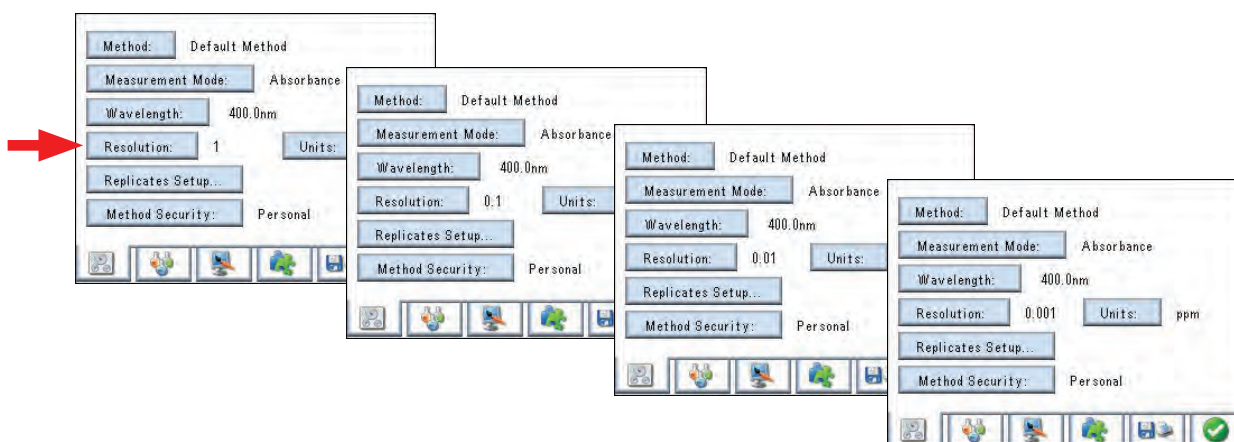 Method: Default Method
Measurement Mode: Absorbance
Wavelength: 400.0nm
Resolution: 1 Units:
Replicates Setup...
Method Security: Personal
Method: Default Method
Measurement Mode: Absorbance
Wavelength: 400.0nm
Resolution: 0.1 Units:
Replicates Setup...
Method Security: Personal
Method: Default Method
Measurement Mode: Absorbance
Wavelength: 400.0nm
Resolution: 0.01 Units:
Replicates Setup...
Method Security: Personal
Method: Default Method
Measurement Mode: Absorbance
Wavelength: 400.0nm
Resolution: 0.001 Units: ppm
Replicates Setup...
Method Security: Personal